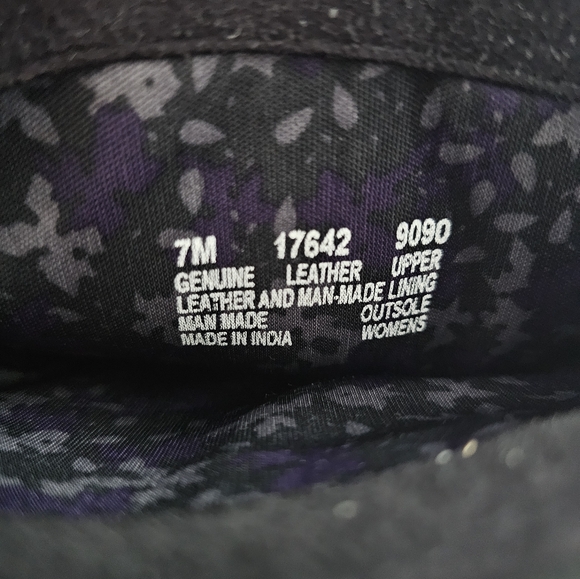 7M 17642 9090
GENUINE LEATHER UPPER
LEATHER AND MAN-MADE LINING
MAN MADE OUTSOLE
MADE IN INDIA WOMENS